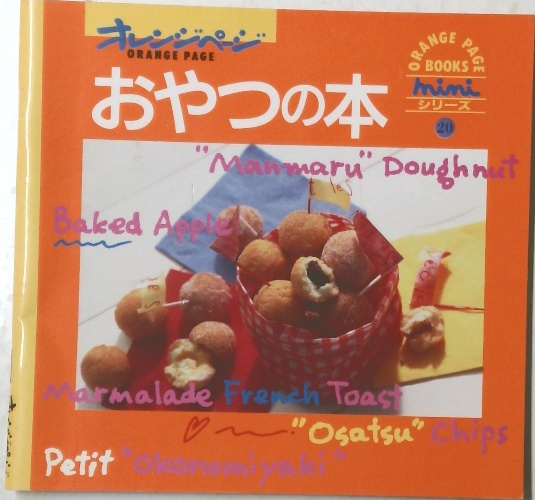 オレンジページ
ORANGE PAGE
ORANGE PAGE
BOOKS
mini
シリーズ
20
おやつの本
"Manmaru" Doughnut
Baked Apple
Marmalade French Toast
"Osatsu" Chips
Petit "Okonomiyaki"